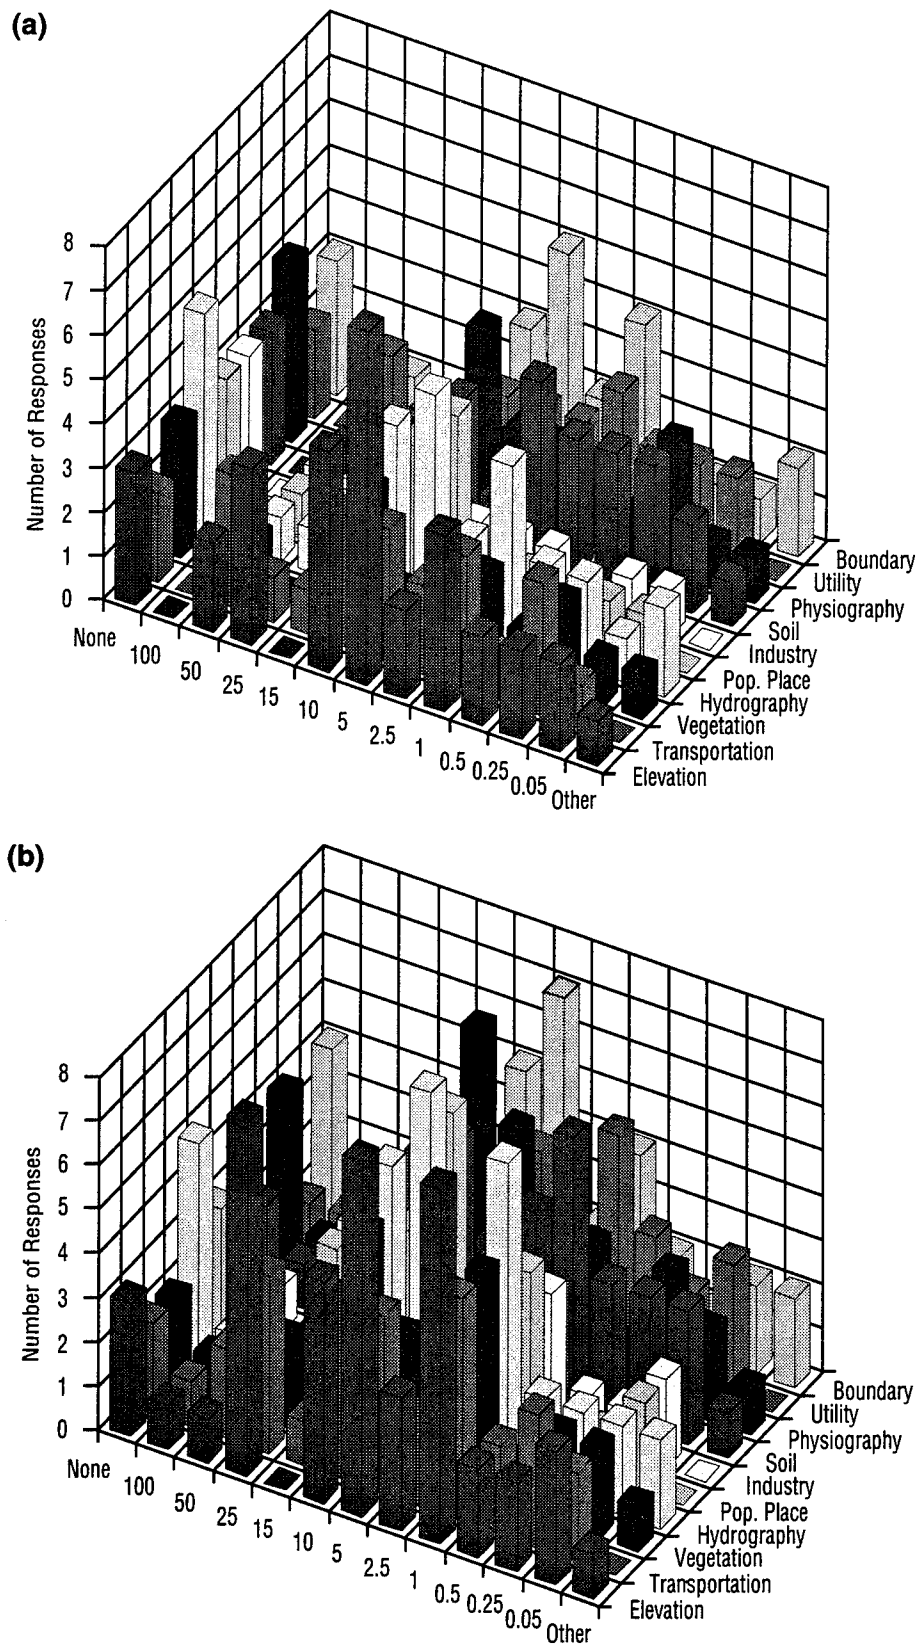 (a)
Number of Responses
8
7
6
5
4
3
2
1
0
None
100
50
25
15
10
5
2.5
1
0.5
0.25
0.05
Other
Boundary
Utility
Physiography
Soil
Industry
Pop. Place
Hydrography
Vegetation
Transportation
Elevation
(b)
Number of Responses
8
7
6
5
4
3
2
1
0
None
100
50
25
15
10
5
2.5
1
0.5
0.25
0.05
Other
Boundary
Utility
Physiography
Soil
Industry
Pop. Place
Hydrography
Vegetation
Transportation
Elevation